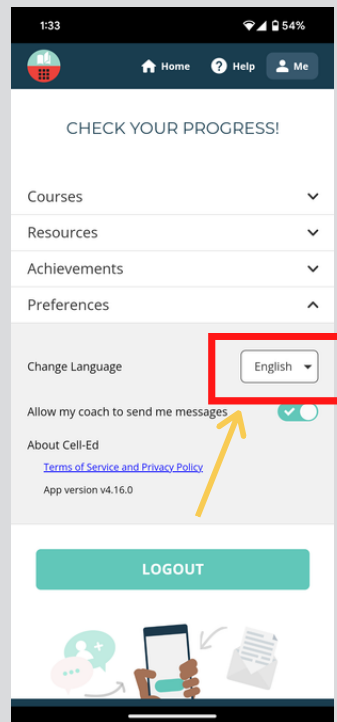 1:33 54%
Home Help Me
CHECK YOUR PROGRESS!
Courses
Resources
Achievements
Preferences
Change Language English
Allow my coach to send me messages
About Cell-Ed
Terms of Service and Privacy Policy
App version v4.16.0
LOGOUT